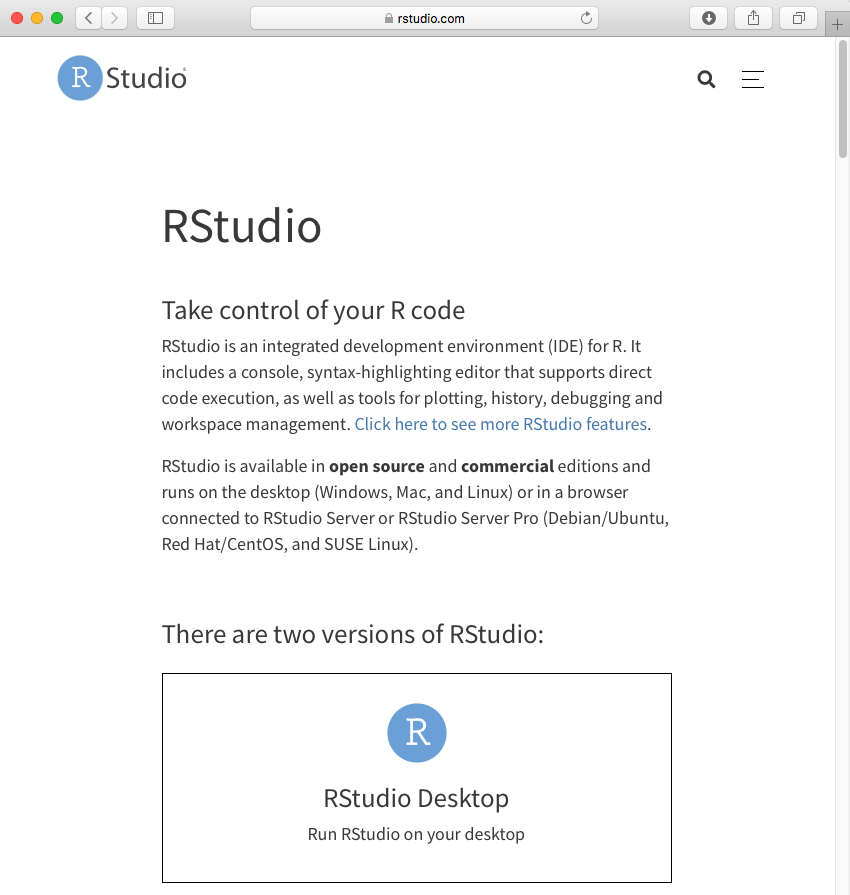 rstudio.com
R Studio®
RStudio
Take control of your R code
RStudio is an integrated development environment (IDE) for R. It
includes a console, syntax-highlighting editor that supports direct
code execution, as well as tools for plotting, history, debugging and
workspace management. Click here to see more RStudio features.
RStudio is available in open source and commercial editions and
runs on the desktop (Windows, Mac, and Linux) or in a browser
connected to RStudio Server or RStudio Server Pro (Debian/Ubuntu,
Red Hat/CentOS, and SUSE Linux).
There are two versions of RStudio:
R
RStudio Desktop
Run RStudio on your desktop